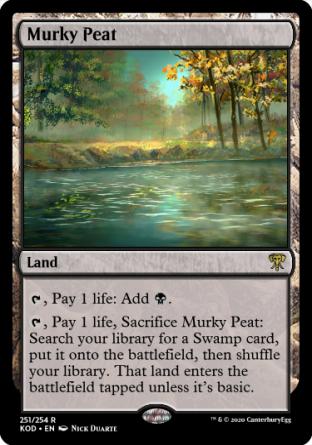 Murky Peat
Land
, Pay 1 life: Add .
, Pay 1 life, Sacrifice Murky Peat:
Search your library for a Swamp card,
put it onto the battlefield, then shuffle
your library. That land enters the
battlefield tapped unless it's basic.
251/254 R
KOD • EN Nick Duarte
™ & © 2020 CanterburyEgg